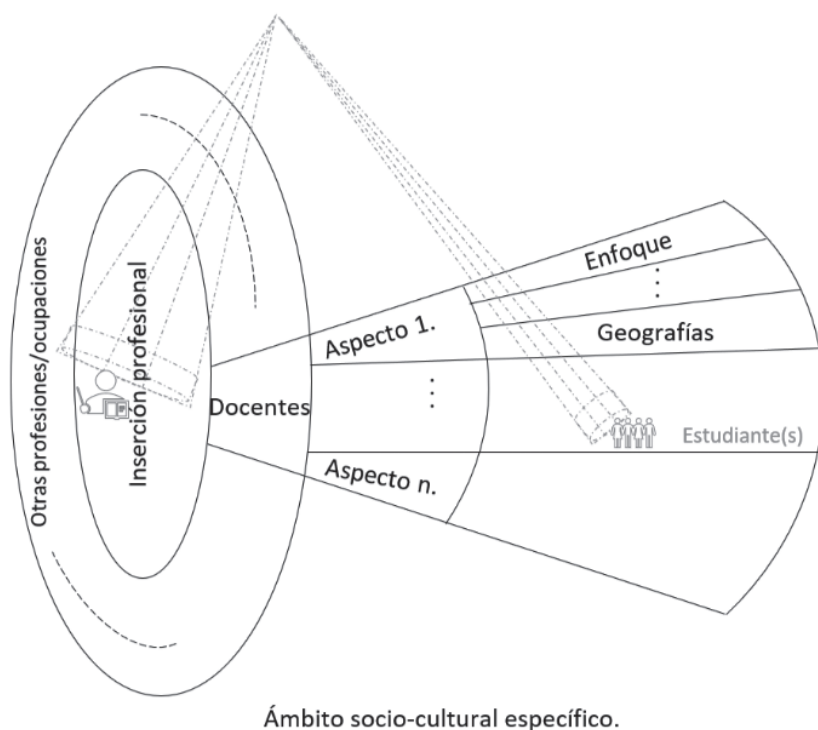 Otras profesiones/ocupaciones
Inserción profesional
Docentes
Aspecto 1.
Aspecto n.
Enfoque
Geografías
Estudiante(s)
Ámbito socio-cultural específico.